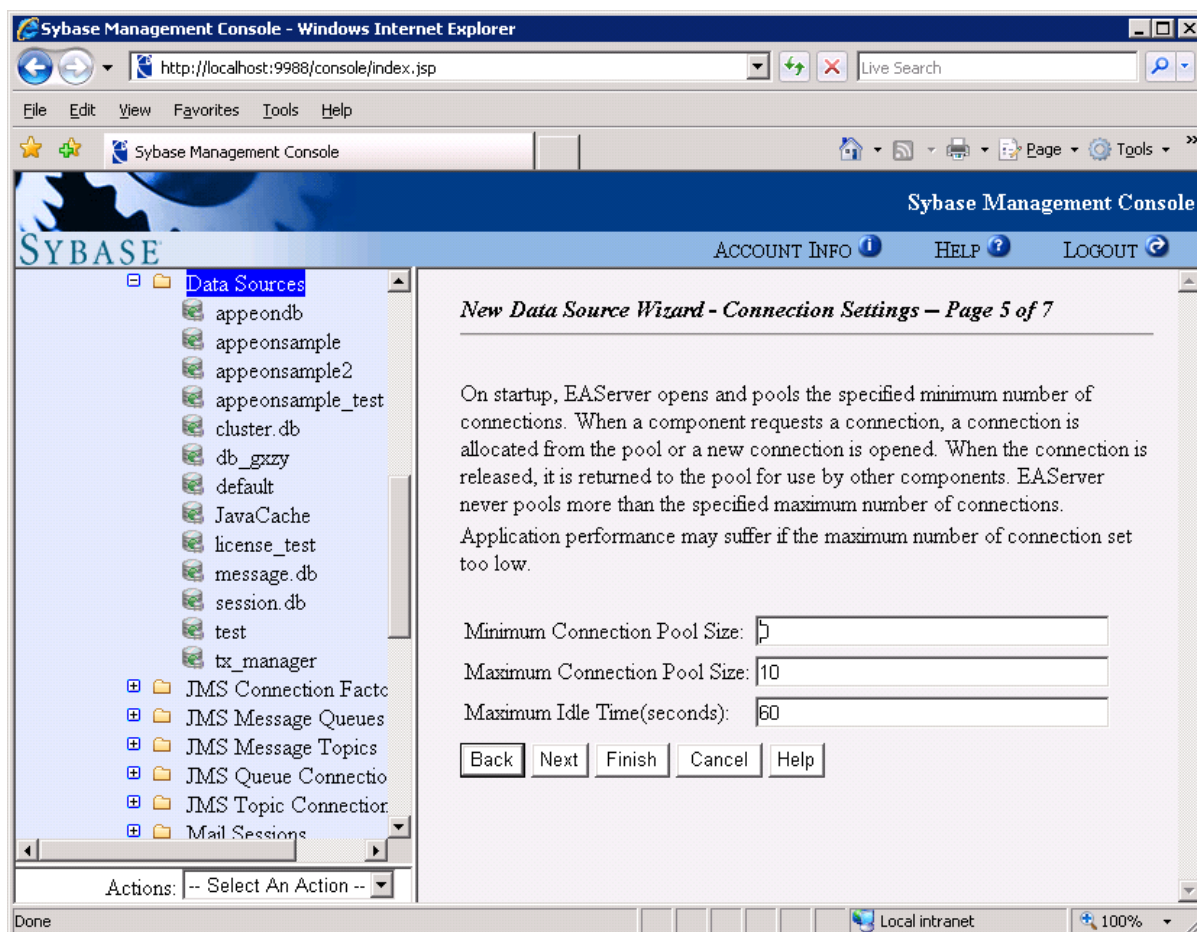 Sybase Management Console - Windows Internet Explorer
http://localhost:9988/console/index.jsp
Live Search
File Edit View Favorites Tools Help
Sybase Management Console
Page Tools »
Sybase Management Console
SYBASE
ACCOUNT INFO HELP LOGOUT
Data Sources
appeondb
appeonsample
appeonsample2
appeonsample_test
cluster.db
db_gxzy
default
JavaCache
license_test
message.db
session.db
test
tx_manager
JMS Connection Facto
JMS Message Queues
JMS Message Topics
JMS Queue Connectio
JMS Topic Connection
Mail Sessions
Actions: -- Select An Action --
New Data Source Wizard - Connection Settings -- Page 5 of 7
On startup, EAServer opens and pools the specified minimum number of
connections. When a component requests a connection, a connection is
allocated from the pool or a new connection is opened. When the connection is
released, it is returned to the pool for use by other components. EAServer
never pools more than the specified maximum number of connections.
Application performance may suffer if the maximum number of connection set
too low.
Minimum Connection Pool Size:
Maximum Connection Pool Size: 10
Maximum Idle Time(seconds): 60
Back Next Finish Cancel Help
Done
Local intranet
100%